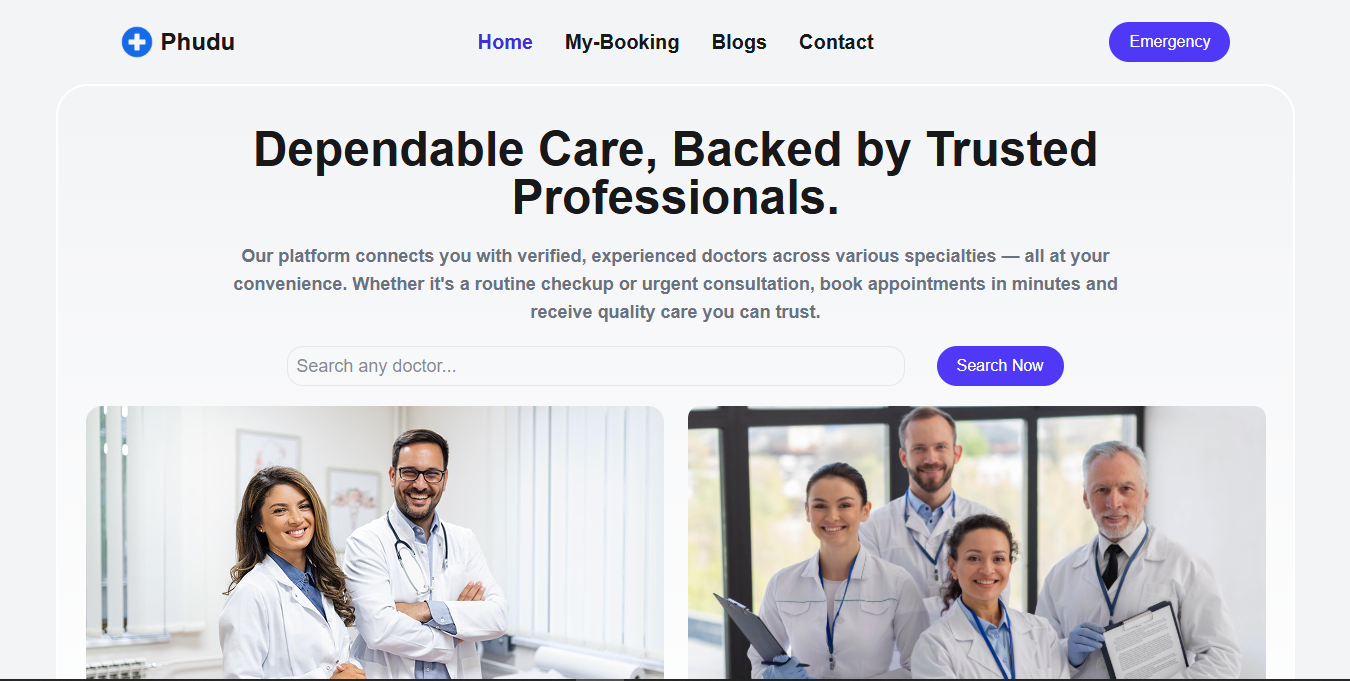 Phudu
Home
My-Booking
Blogs
Contact
Emergency
Dependable Care, Backed by Trusted
Professionals.
Our platform connects you with verified, experienced doctors across various specialties — all at your
convenience. Whether it's a routine checkup or urgent consultation, book appointments in minutes and
receive quality care you can trust.
Search any doctor...
Search Now